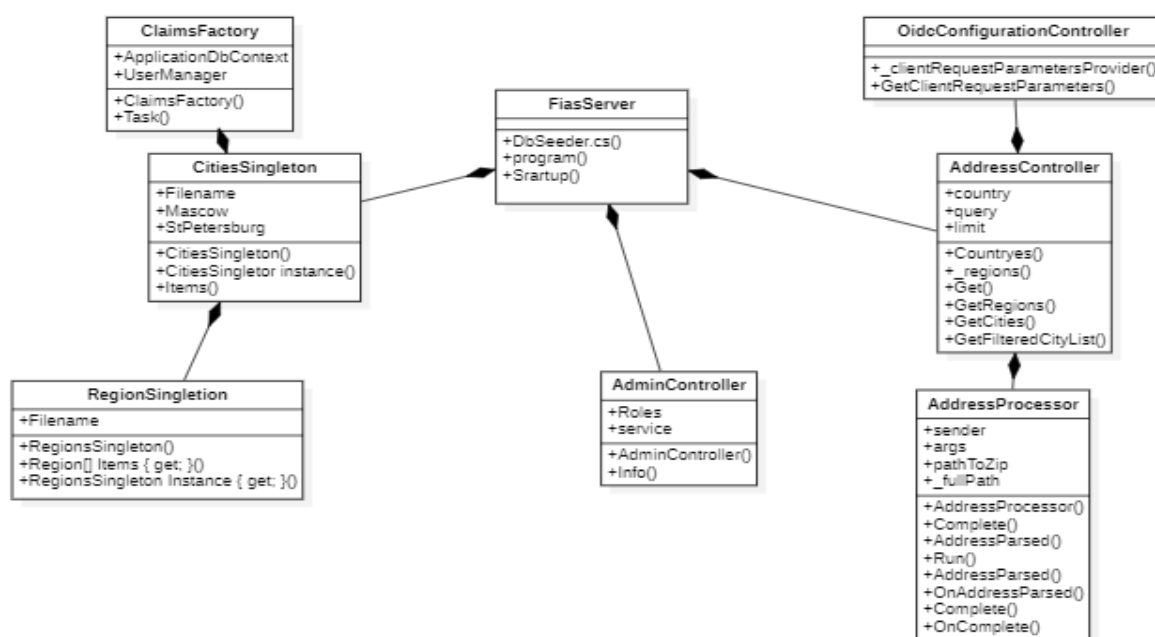 ClaimsFactory
+ApplicationDbContext
+UserManager
+ClaimsFactory()
+Task()
OidcConfigurationController
+_clientRequestParametersProvider()
+GetClientRequestParameters()
FiasServer
+DbSeeder.cs()
+program()
+Srartup()
CitiesSingleton
+Filename
+Mascow
+StPetersburg
+CitiesSingleton()
+CitiesSingletor instance()
+Items()
AddressController
+country
+query
+limit
+Countryes()
+_regions()
+Get()
+GetRegions()
+GetCities()
+GetFilteredCityList()
RegionSingletion
+Filename
+RegionsSingleton()
+Region[] Items { get; }()
+RegionsSingleton Instance { get; }()
AdminController
+Roles
+service
+AdminController()
+Info()
AddressProcessor
+sender
+args
+pathToZip
+_fullPath
+AddressProcessor()
+Complete()
+AddressParsed()
+Run()
+AddressParsed()
+OnAddressParsed()
+Complete()
+OnComplete()